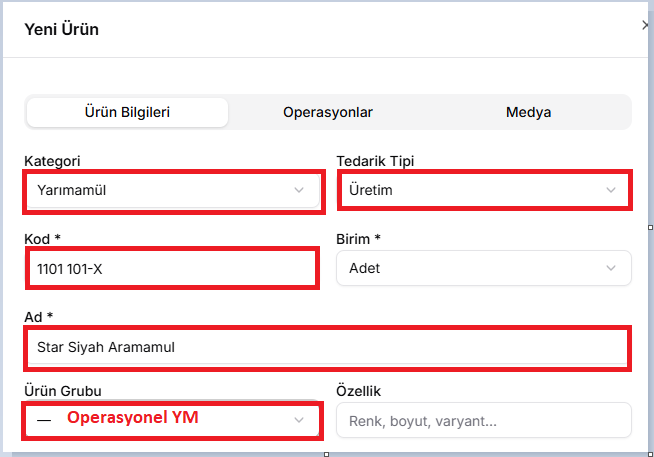 Yeni Ürün
Ürün Bilgileri Operasyonlar Medya
Kategori Tedarik Tipi
Yarımamül Üretim
Kod * Birim *
1101 101-X Adet
Ad *
Star Siyah Aramamul
Ürün Grubu Özellik
— Operasyonel YM Renk, boyut, varyant...